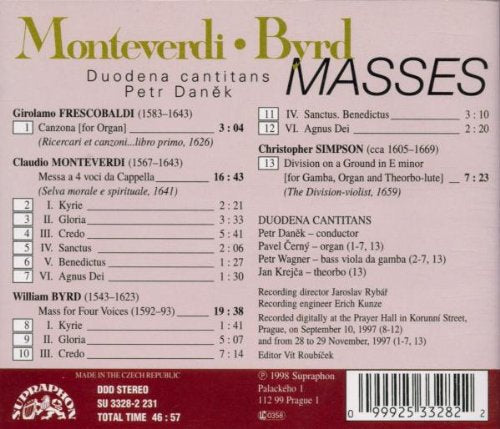 Monteverdi • Byrd
Duodena cantitans
Petr Daněk
MASSES
Girolamo FRESCOBALDI (1583–1643)
1 Canzona [for Organ] 3 : 04
(Ricercari et canzoni...libro primo, 1626)
Claudio MONTEVERDI (1567–1643)
Messa a 4 voci da Cappella 16 : 43
(Selva morale e spirituale, 1641)
2 I. Kyrie 2 : 21
3 II. Gloria 3 : 33
4 III. Credo 5 : 41
5 IV. Sanctus 2 : 06
6 V. Benedictus 1 : 27
7 VI. Agnus Dei 1 : 30
William BYRD (1543–1623)
Mass for Four Voices (1592–93) 19 : 38
8 I. Kyrie 1 : 41
9 II. Gloria 5 : 07
10 III. Credo 7 : 14
11 IV. Sanctus. Benedictus 3 : 10
12 VI. Agnus Dei 2 : 20
Christopher SIMPSON (cca 1605–1669)
13 Division on a Ground in E minor
[for Gamba, Organ and Theorbo-lute] 7 : 23
(The Division-violist, 1659)
DUODENA CANTITANS
Petr Daněk – conductor
Pavel Černý – organ (1-7, 13)
Petr Wagner – bass viola da gamba (2-7, 13)
Jan Krejča – theorbo (13)
Recording director Jaroslav Rybář
Recording engineer Erich Kunze
Recorded digitally at the Prayer Hall in Korunní Street,
Prague, on September 10, 1997 (8-12)
and from 28 to 29 November, 1997 (1-7, 13)
Editor Vít Roubíček
SUPRAPHON
MADE IN THE CZECH REPUBLIC
DDD STEREO
SU 3328-2 231
TOTAL TIME 46 : 57
℗ 1998 Supraphon
Palackého 1
112 99 Prague 1
LC 0358
0 99925 33282 2